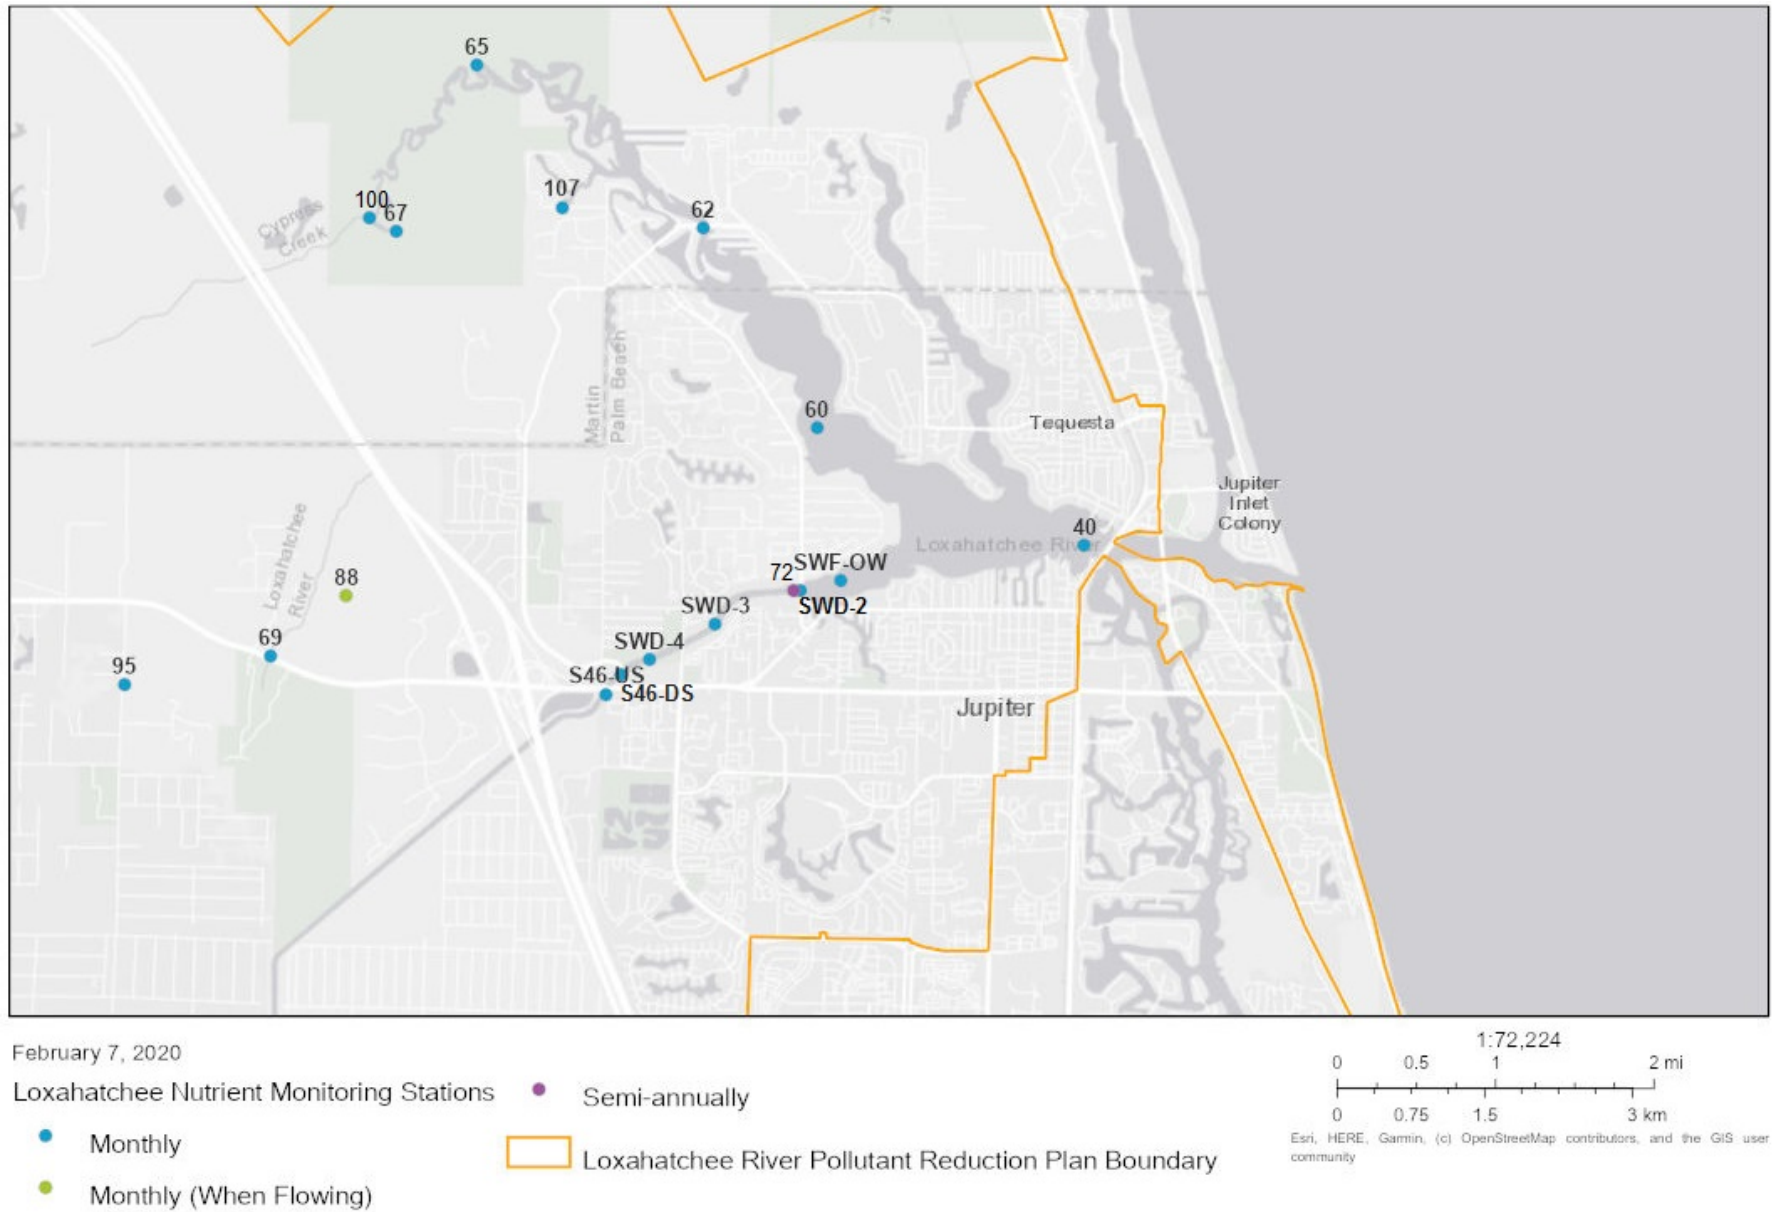 65
100
67
107
62
Cypress
Creek
Martin
Palm Beach
60
Tequesta
Jupiter
Inlet
Colony
40
Loxahatchee River
Loxahatchee
River
88
72
SWF-OW
SWD-2
SWD-3
SWD-4
69
95
S46-US
S46-DS
Jupiter
February 7, 2020
Loxahatchee Nutrient Monitoring Stations
Monthly
Monthly (When Flowing)
Semi-annually
Loxahatchee River Pollutant Reduction Plan Boundary
1:72,224
0 0.5 1 2 mi
0 0.75 1.5 3 km
Esri, HERE, Garmin, (c) OpenStreetMap contributors, and the GIS user
community